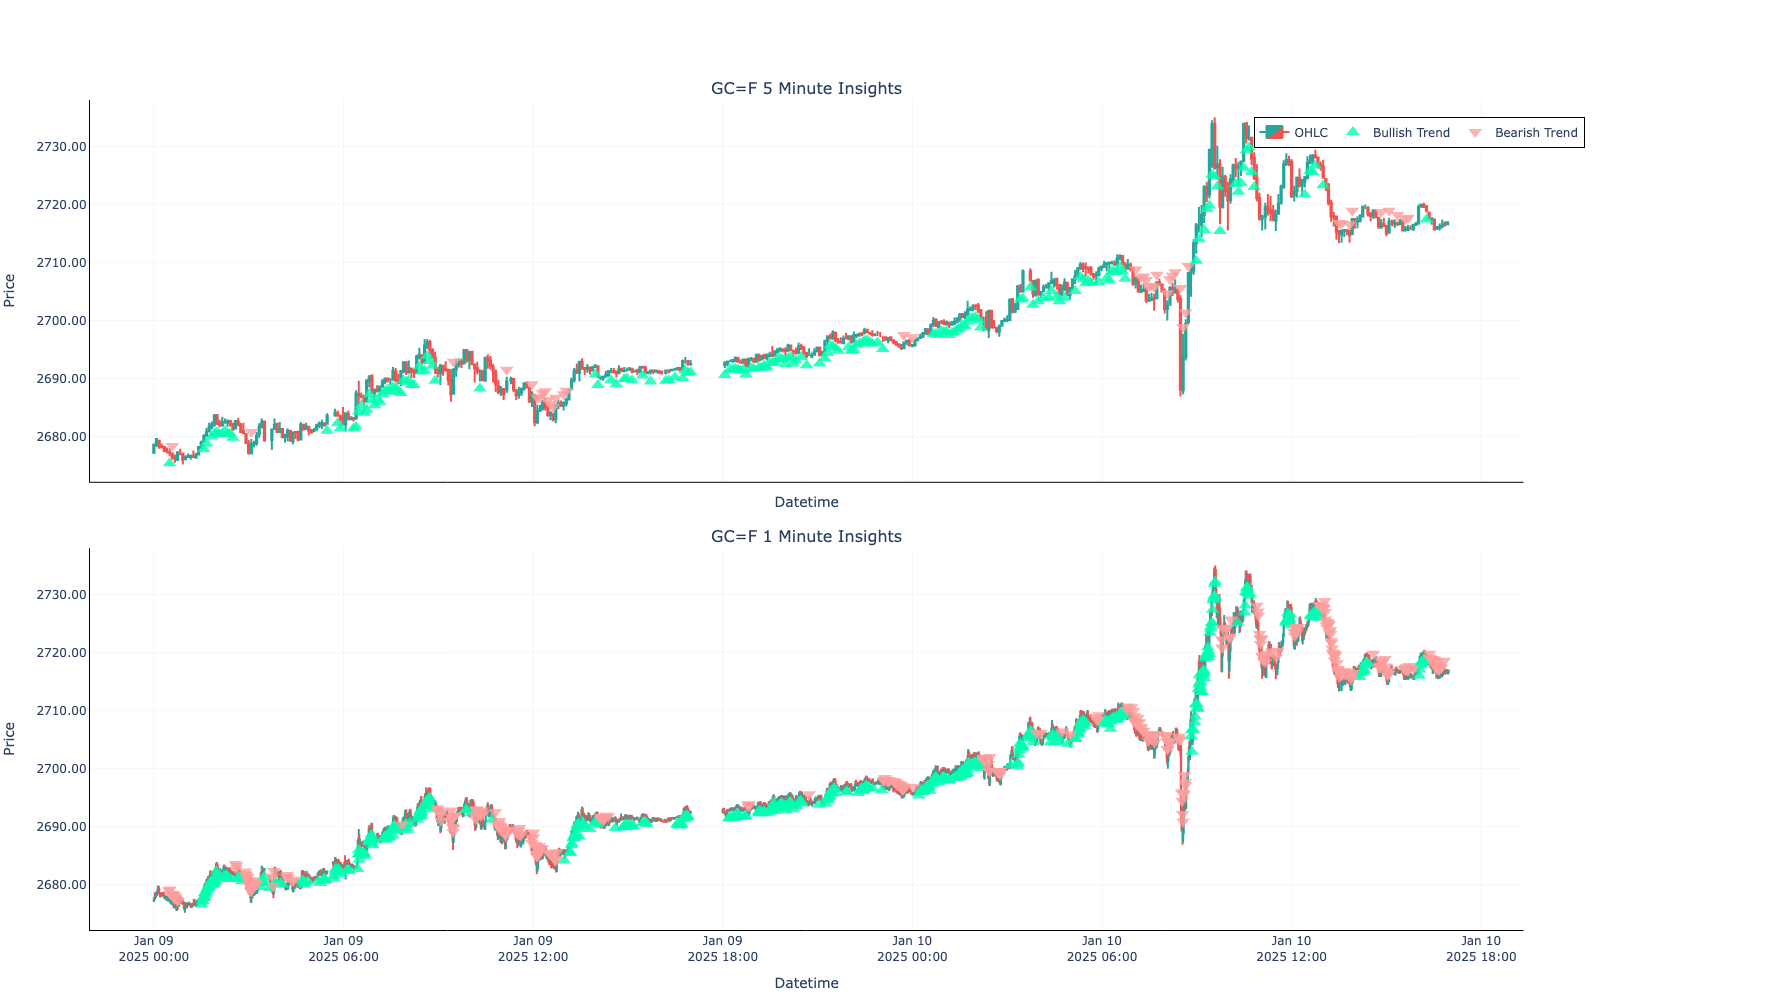 GC=F 5 Minute Insights
OHLC Bullish Trend Bearish Trend
2730.00
2720.00
2710.00
2700.00
2690.00
2680.00
Price
Datetime
GC=F 1 Minute Insights
2730.00
2720.00
2710.00
2700.00
2690.00
2680.00
Price
Jan 09 Jan 09 Jan 09 Jan 09 Jan 10 Jan 10 Jan 10 Jan 10
2025 00:00 2025 06:00 2025 12:00 2025 18:00 2025 00:00 2025 06:00 2025 12:00 2025 18:00
Datetime